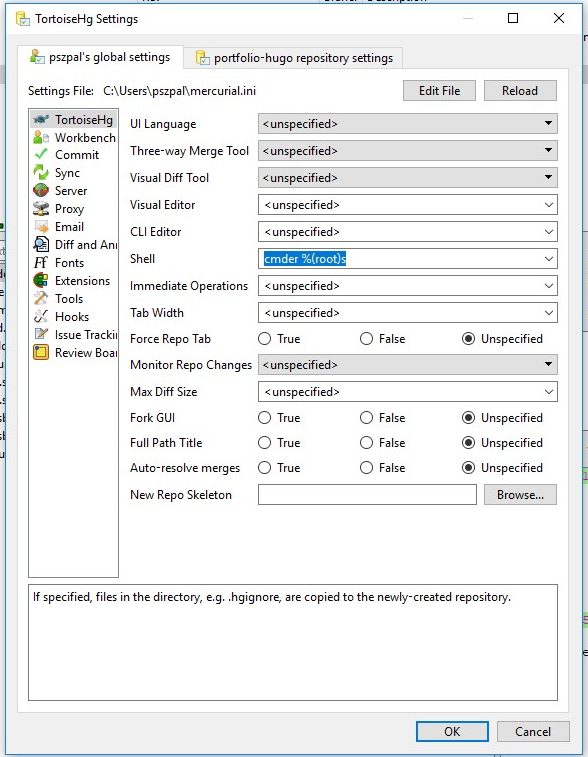 TortoiseHg Settings
pszpal's global settings
portfolio-hugo repository settings
Settings File: C:\Users\pszpal\mercurial.ini
Edit File
Reload
TortoiseHg
Workbench
Commit
Sync
Server
Proxy
Email
Diff and An
Fonts
Extensions
Tools
Hooks
Issue Trackin
Review Boa
UI Language <unspecified>
Three-way Merge Tool <unspecified>
Visual Diff Tool <unspecified>
Visual Editor <unspecified>
CLI Editor <unspecified>
Shell cmder %(root)s
Immediate Operations <unspecified>
Tab Width <unspecified>
Force Repo Tab True False Unspecified
Monitor Repo Changes <unspecified>
Max Diff Size <unspecified>
Fork GUI True False Unspecified
Full Path Title True False Unspecified
Auto-resolve merges True False Unspecified
New Repo Skeleton Browse...
If specified, files in the directory, e.g. .hgignore, are copied to the newly-created repository.
OK
Cancel